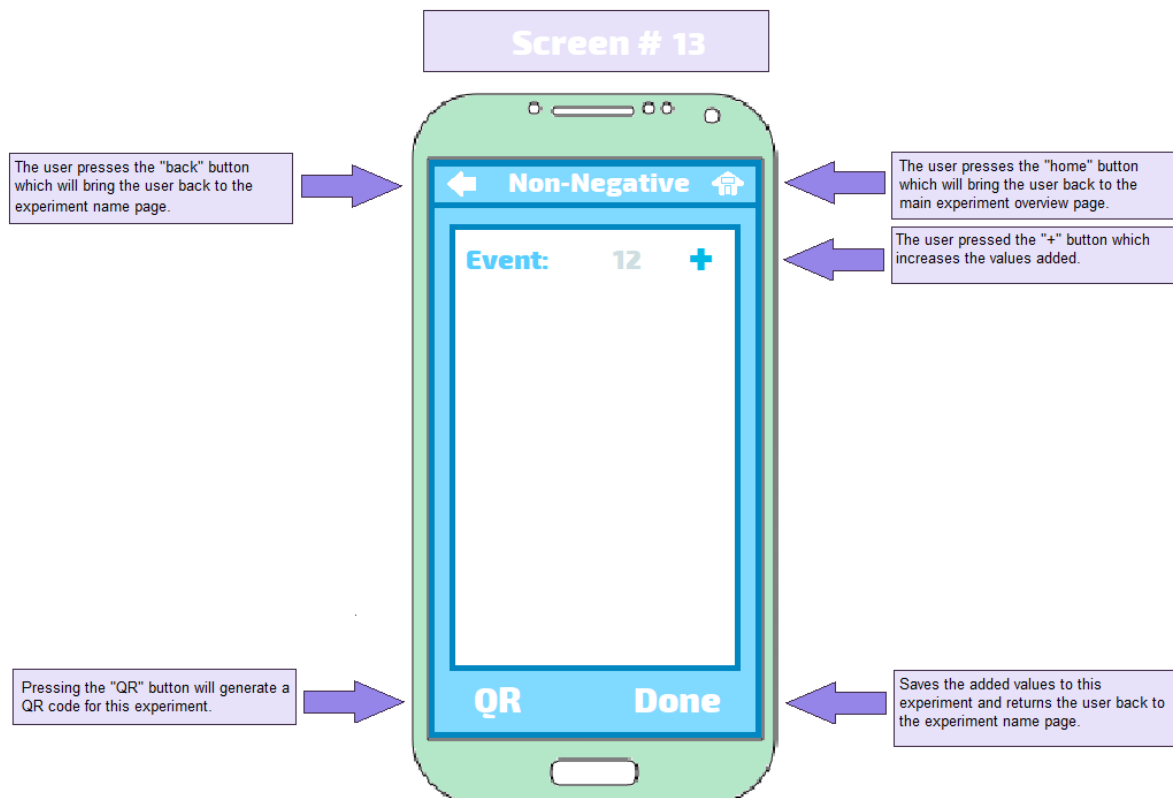 Screen # 13
The user presses the "back" button
which will bring the user back to the
experiment name page.
Non-Negative
The user presses the "home" button
which will bring the user back to the
main experiment overview page.
The user pressed the "+" button which
increases the values added.
Event: 12 +
Pressing the "QR" button will generate a
QR code for this experiment.
QR Done
Saves the added values to this
experiment and returns the user back to
the experiment name page.